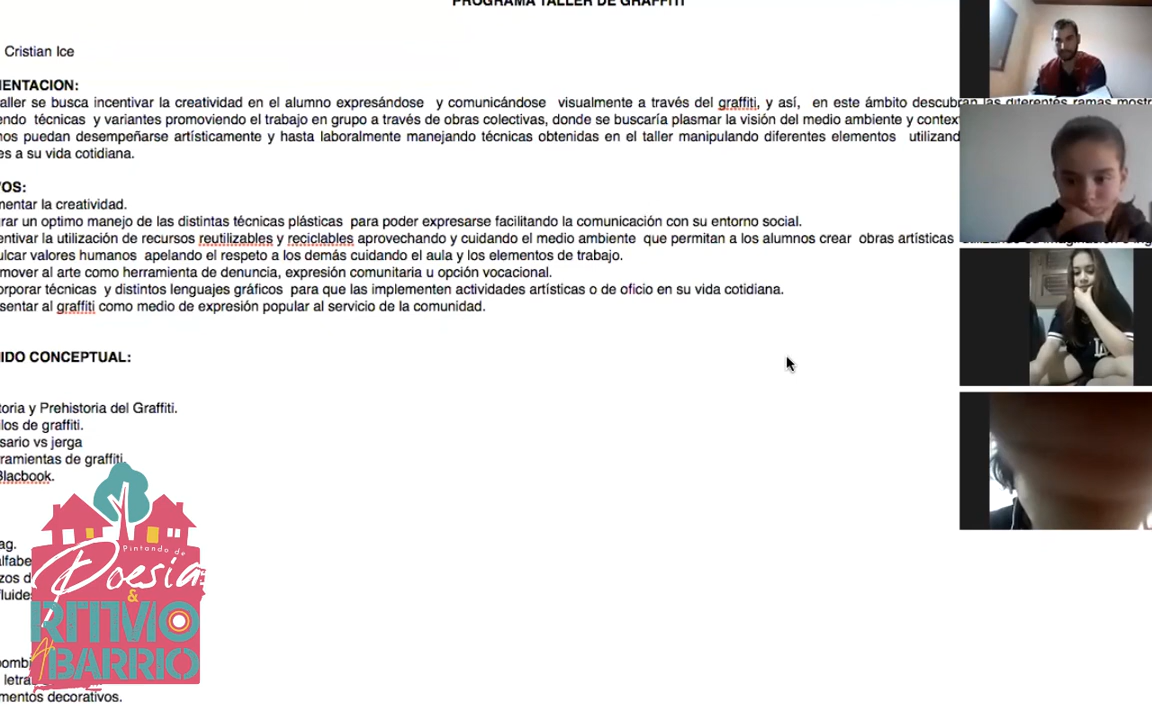 PROGRAMA TALLER DE GRAFFITI
Cristian Ice
ENTACION:
aller se busca incentivar la creatividad en el alumno expresándose y comunicándose visualmente a través del graffiti, y así, en este ámbito descubran las diferentes ramas mostr
endo técnicas y variantes promoviendo el trabajo en grupo a través de obras colectivas, donde se buscaría plasmar la visión del medio ambiente y contex
nos puedan desempeñarse artísticamente y hasta laboralmente manejando técnicas obtenidas en el taller manipulando diferentes elementos utilizand
es a su vida cotidiana.
VOS:
mentar la creatividad.
rar un optimo manejo de las distintas técnicas plásticas para poder expresarse facilitando la comunicación con su entorno social.
entivar la utilización de recursos reutilizables y reciclables aprovechando y cuidando el medio ambiente que permitan a los alumnos crear obras artísticas
ulcar valores humanos apelando el respeto a los demás cuidando el aula y los elementos de trabajo.
mover al arte como herramienta de denuncia, expresión comunitaria u opción vocacional.
orporar técnicas y distintos lenguajes gráficos para que las implementen actividades artísticas o de oficio en su vida cotidiana.
sentar al graffiti como medio de expresión popular al servicio de la comunidad.
IDO CONCEPTUAL:
toria y Prehistoria del Graffiti.
los de graffiti.
sario vs jerga
ramientas de graffiti.
Blacbook.
ag.
alfabe
zos d
fluide
Pintando de
Poesía
&
RITMO
Al
BARRIO
bomb
letra
mentos decorativos.